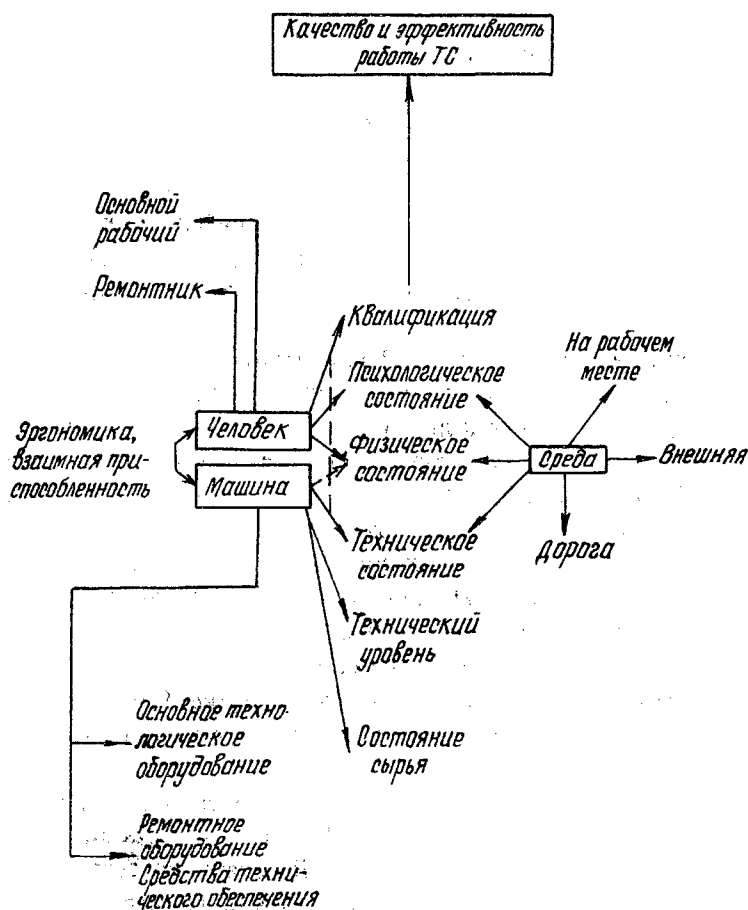 Качество и эффективность
работы ТС
Основной
рабочий
Ремонтник
Квалификация
Психологическое
состояние
На рабочем
месте
Эргономика,
взаимная при-
способленность
Человек
Физическое
состояние
Среда
Внешняя
Машина
Техническое
состояние
Дорога
Технический
уровень
Основное техно-
логическое
оборудование
Состояние
сырья
Ремонтное
оборудование
Средства техни-
ческого обеспечения